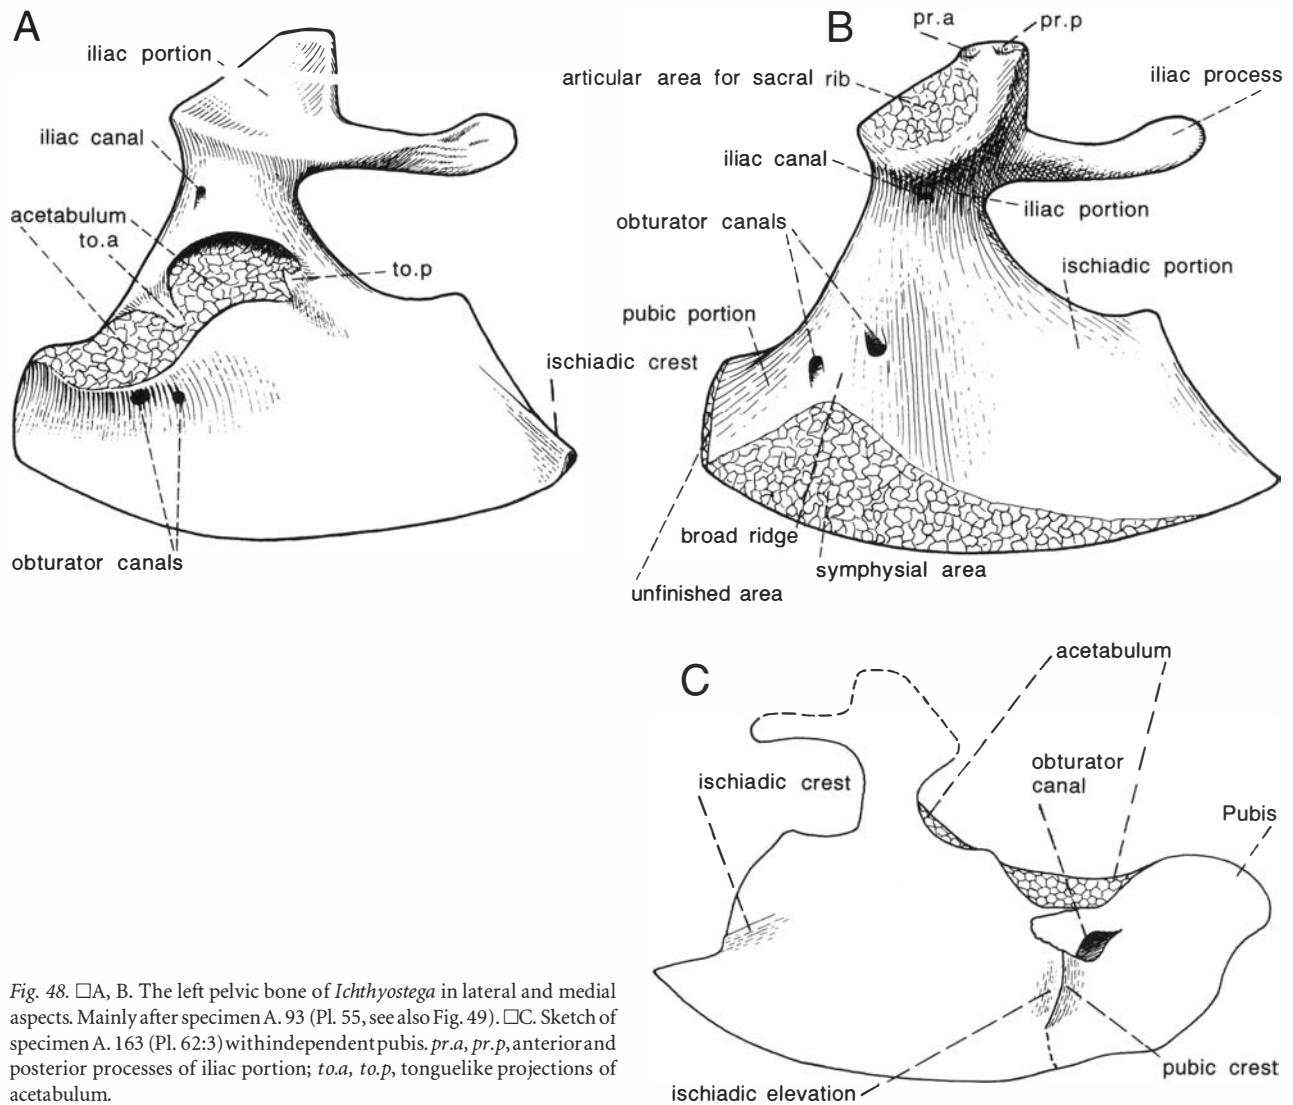 A
iliac portion
iliac canal
acetabulum
to.a
to.p
ischiadic crest
obturator canals
B
pr.a
pr.p
articular area for sacral rib
iliac process
iliac canal
iliac portion
obturator canals
ischiadic portion
pubic portion
broad ridge
symphysial area
unfinished area
C
acetabulum
obturator
canal
ischiadic crest
Pubis
pubic crest
ischiadic elevation
Fig. 48. □A, B. The left pelvic bone of Ichthyostega in lateral and medial
aspects. Mainly after specimen A. 93 (Pl. 55, see also Fig. 49). □C. Sketch of
specimen A. 163 (Pl. 62:3) with independent pubis. pr.a, pr.p, anterior and
posterior processes of iliac portion; to.a, to.p, tonguelike projections of
acetabulum.